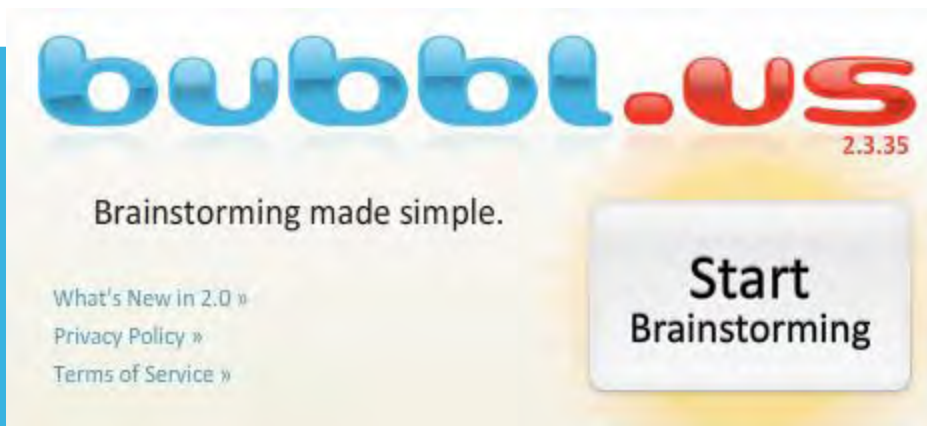 bubbl.us
2.3.35
Brainstorming made simple.
Start
Brainstorming
What's New in 2.0 »
Privacy Policy »
Terms of Service »